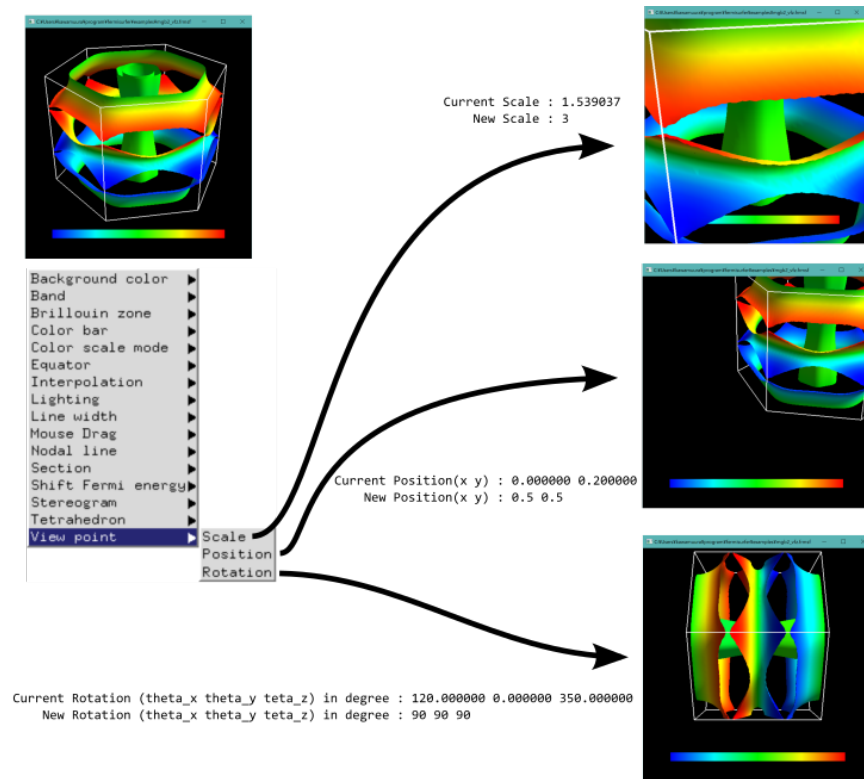 Current Scale : 1.539037
New Scale : 3
Background color
Band
Brillouin zone
Color bar
Color scale mode
Equator
Interpolation
Lighting
Line width
Mouse Drag
Nodal line
Section
Shift Fermi energy
Stereogram
Tetrahedron
View point
Scale
Position
Rotation
Current Position(x y) : 0.000000 0.200000
New Position(x y) : 0.5 0.5
Current Rotation (theta_x theta_y teta_z) in degree : 120.000000 0.000000 350.000000
New Rotation (theta_x theta_y teta_z) in degree : 90 90 90